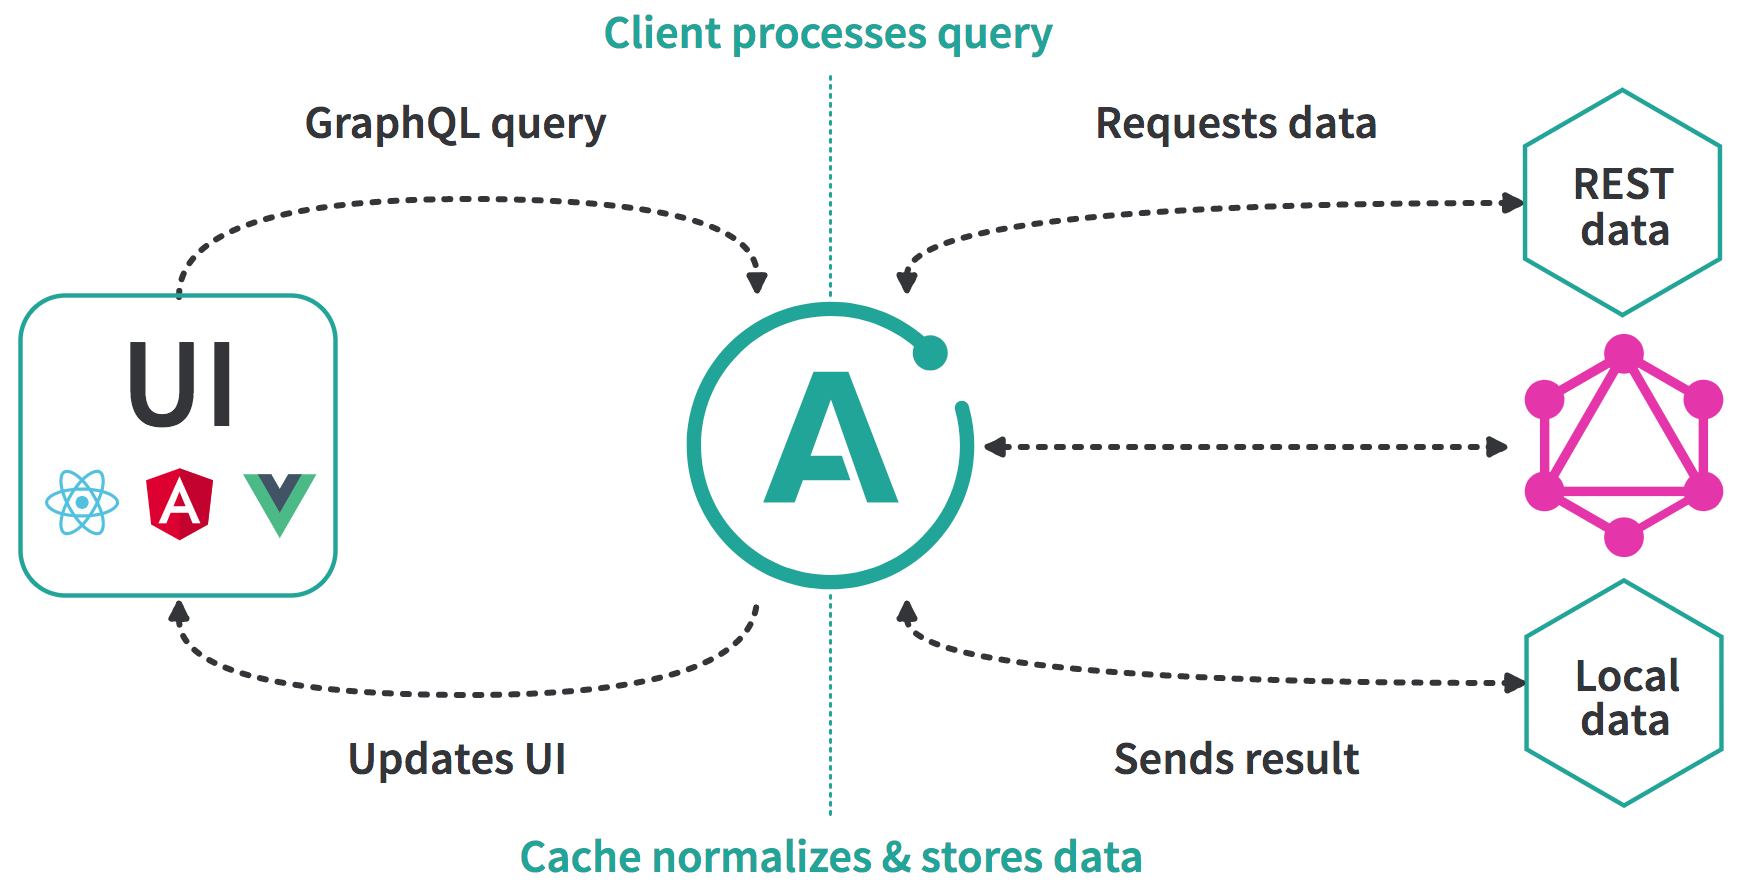 Client processes query
GraphQL query
Requests data
REST
data
UI
A
A
Local
data
Updates UI
Sends result
Cache normalizes & stores data